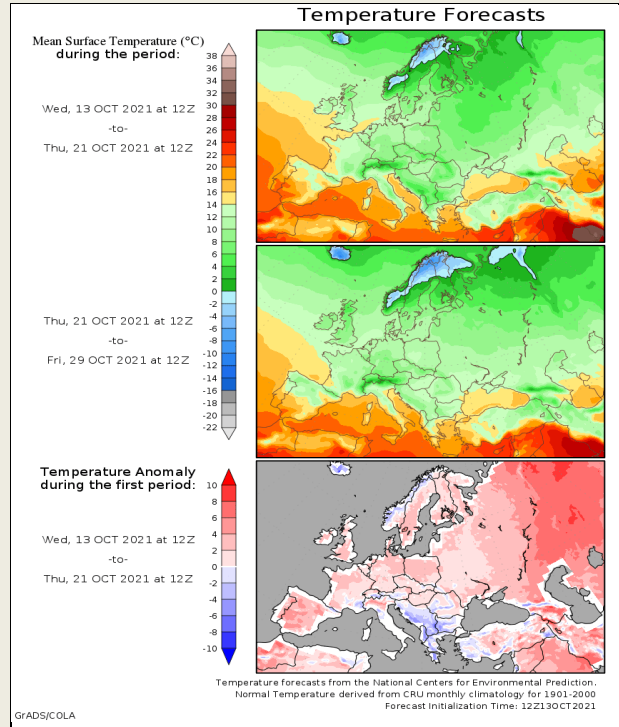 Temperature Forecasts
Mean Surface Temperature (°C)
during the period:
38
36
34
32
30
28
26
24
22
20
18
16
14
12
10
8
6
4
2
0
-2
-4
-6
-8
-10
-12
-14
-16
-18
-20
-22
Wed, 13 OCT 2021 at 12Z
-to-
Thu, 21 OCT 2021 at 12Z
Thu, 21 OCT 2021 at 12Z
-to-
Fri, 29 OCT 2021 at 12Z
Temperature Anomaly
during the first period:
10
8
6
4
2
0
-2
-4
-6
-8
-10
Wed, 13 OCT 2021 at 12Z
-to-
Thu, 21 OCT 2021 at 12Z
Temperature forecasts from the National Centers for Environmental Prediction.
Normal Temperature derived from CRU monthly climatology for 1901-2000
Forecast Initialization Time: 12Z13OCT2021
GrADS/COLA